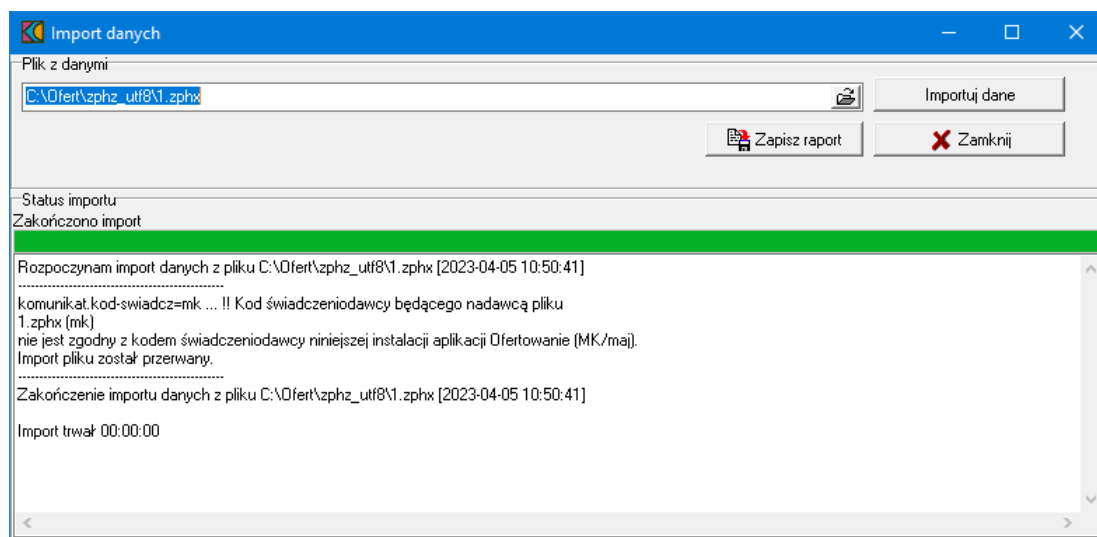 Import danych
Plik z danymi
C:\Ofert\zphz_utf8\1.zphx
Importuj dane
Zapisz raport
Zamknij
Status importu
Zakończono import
Rozpoczynam import danych z pliku C:\Ofert\zphz_utf8\1.zphx [2023-04-05 10:50:41]
------------------------------------------------
komunikat.kod-swiadcz=mk ... !! Kod świadczeniodawcy będącego nadawcą pliku
1.zphx (mk)
nie jest zgodny z kodem świadczeniodawcy niniejszej instalacji aplikacji Ofertowanie (MK/maj).
Import pliku został przerwany.
------------------------------------------------
Zakończenie importu danych z pliku C:\Ofert\zphz_utf8\1.zphx [2023-04-05 10:50:41]
Import trwał 00:00:00